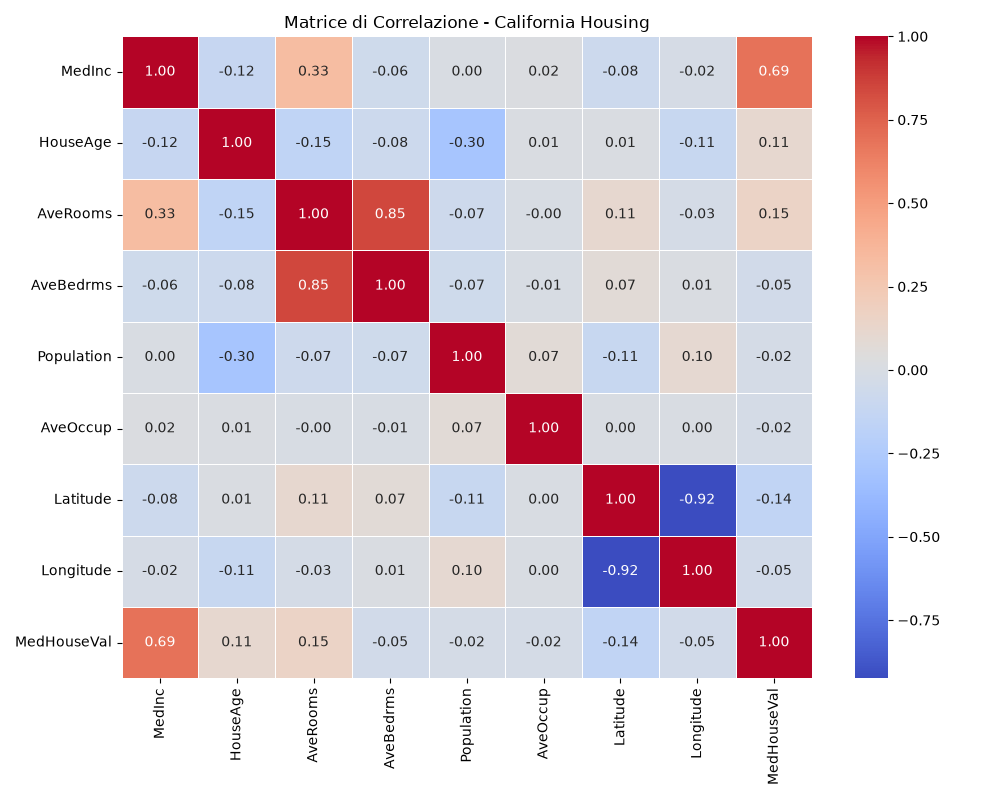 Matrice di Correlazione - California Housing
MedInc 1.00 -0.12 0.33 -0.06 0.00 0.02 -0.08 -0.02 0.69
HouseAge -0.12 1.00 -0.15 -0.08 -0.30 0.01 0.01 -0.11 0.11
AveRooms 0.33 -0.15 1.00 0.85 -0.07 -0.00 0.11 -0.03 0.15
AveBedrms -0.06 -0.08 0.85 1.00 -0.07 -0.01 0.07 0.01 -0.05
Population 0.00 -0.30 -0.07 -0.07 1.00 0.07 -0.11 0.10 -0.02
AveOccup 0.02 0.01 -0.00 -0.01 0.07 1.00 0.00 0.00 -0.02
Latitude -0.08 0.01 0.11 0.07 -0.11 0.00 1.00 -0.92 -0.14
Longitude -0.02 -0.11 -0.03 0.01 0.10 0.00 -0.92 1.00 -0.05
MedHouseVal 0.69 0.11 0.15 -0.05 -0.02 -0.02 -0.14 -0.05 1.00
MedInc HouseAge AveRooms AveBedrms Population AveOccup Latitude Longitude MedHouseVal
1.00
0.75
0.50
0.25
0.00
−0.25
−0.50
−0.75